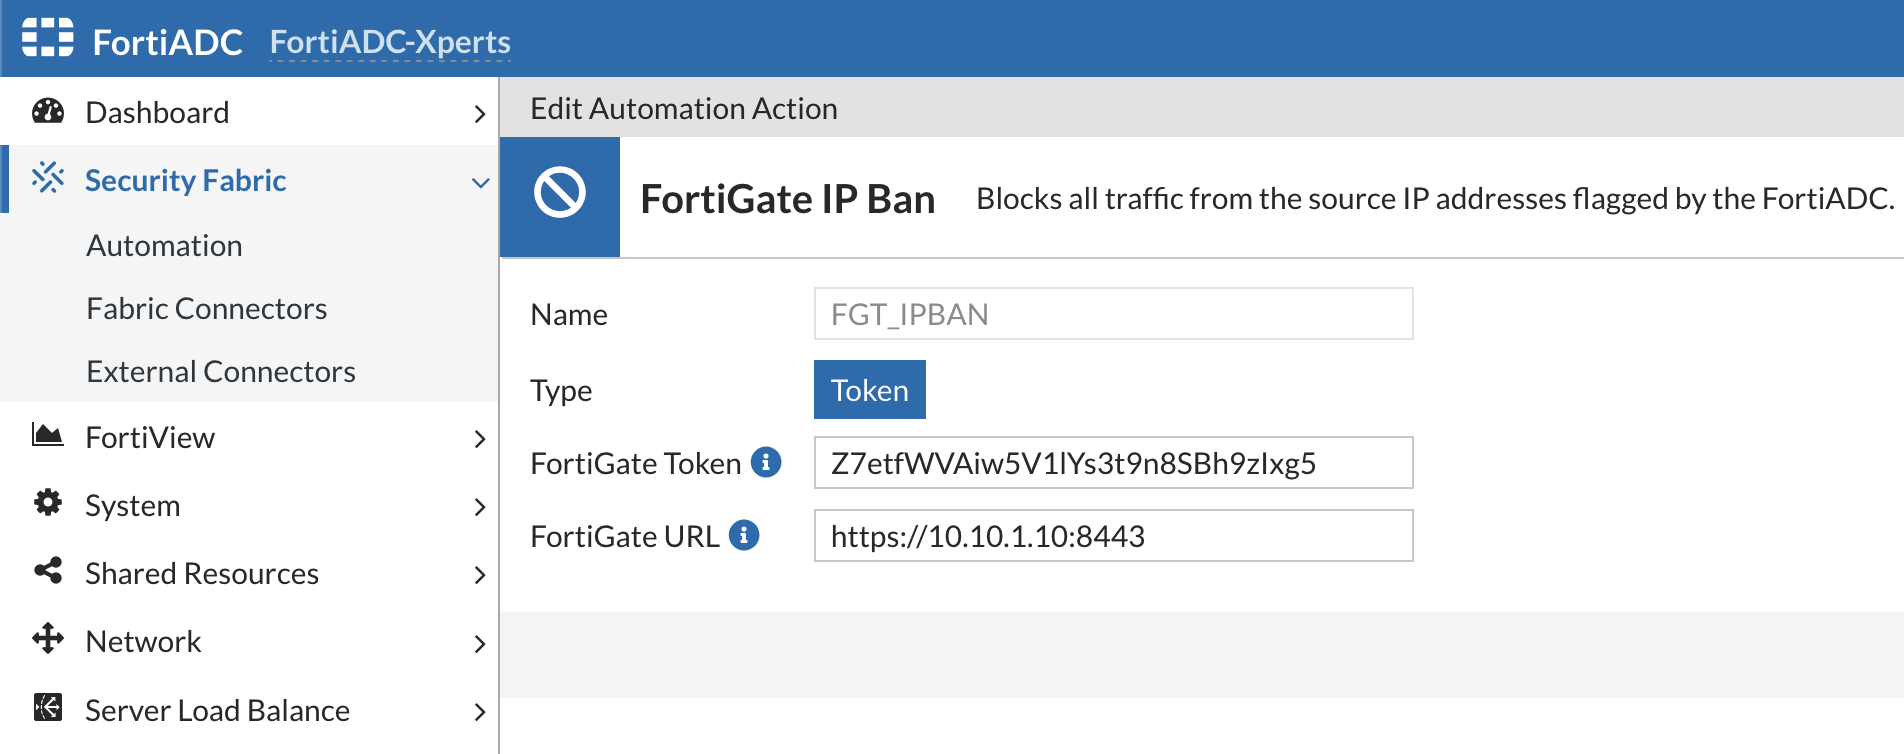 FortiADC FortiADC-Xperts
Dashboard
Security Fabric
Automation
Fabric Connectors
External Connectors
FortiView
System
Shared Resources
Network
Server Load Balance
Edit Automation Action
FortiGate IP Ban Blocks all traffic from the source IP addresses flagged by the FortiADC.
Name FGT_IPBAN
Type Token
FortiGate Token Z7etfWVAiw5V1lYs3t9n8SBh9zIxg5
FortiGate URL https://10.10.1.10:8443